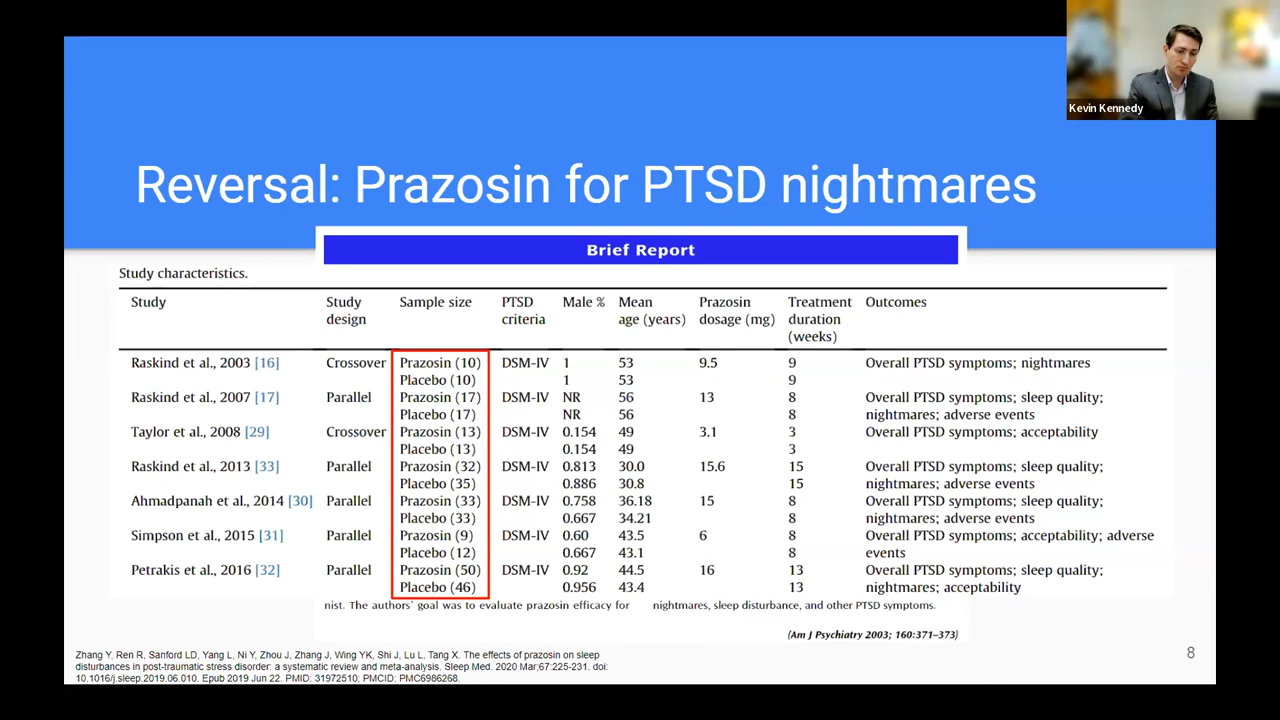 Kevin Kennedy
Reversal: Prazosin for PTSD nightmares
Brief Report
Study characteristics.
Study Study design Sample size PTSD criteria Male % Mean age (years) Prazosin dosage (mg) Treatment duration (weeks) Outcomes
Raskind et al., 2003 [16] Crossover Prazosin (10) DSM-IV 1 53 9.5 9 Overall PTSD symptoms; nightmares
Placebo (10) 1 53 9
Raskind et al., 2007 [17] Parallel Prazosin (17) DSM-IV NR 56 13 8 Overall PTSD symptoms; sleep quality;
Placebo (17) NR 56 8 nightmares; adverse events
Taylor et al., 2008 [29] Crossover Prazosin (13) DSM-IV 0.154 49 3.1 3 Overall PTSD symptoms; acceptability
Placebo (13) 0.154 49 3
Raskind et al., 2013 [33] Parallel Prazosin (32) DSM-IV 0.813 30.0 15.6 15 Overall PTSD symptoms; sleep quality;
Placebo (35) 0.886 30.8 15 nightmares; adverse events
Ahmadpanah et al., 2014 [30] Parallel Prazosin (33) DSM-IV 0.758 36.18 15 8 Overall PTSD symptoms; sleep quality;
Placebo (33) 0.667 34.21 8 nightmares; adverse events
Simpson et al., 2015 [31] Parallel Prazosin (9) DSM-IV 0.60 43.5 6 8 Overall PTSD symptoms; acceptability; adverse
Placebo (12) 0.667 43.1 8 events
Petrakis et al., 2016 [32] Parallel Prazosin (50) DSM-IV 0.92 44.5 16 13 Overall PTSD symptoms; sleep quality;
Placebo (46) 0.956 43.4 13 nightmares; acceptability
nist. The authors' goal was to evaluate prazosin efficacy for nightmares, sleep disturbance, and other PTSD symptoms.
(Am J Psychiatry 2003; 160:371–373)
Zhang Y, Ren R, Sanford LD, Yang L, Ni Y, Zhou J, Zhang J, Wing YK, Shi J, Lu L, Tang X. The effects of prazosin on sleep
disturbances in post-traumatic stress disorder: a systematic review and meta-analysis. Sleep Med. 2020 Mar;67:225-231. doi:
10.1016/j.sleep.2019.06.010. Epub 2019 Jun 22. PMID: 31972510; PMCID: PMC6986268.
8